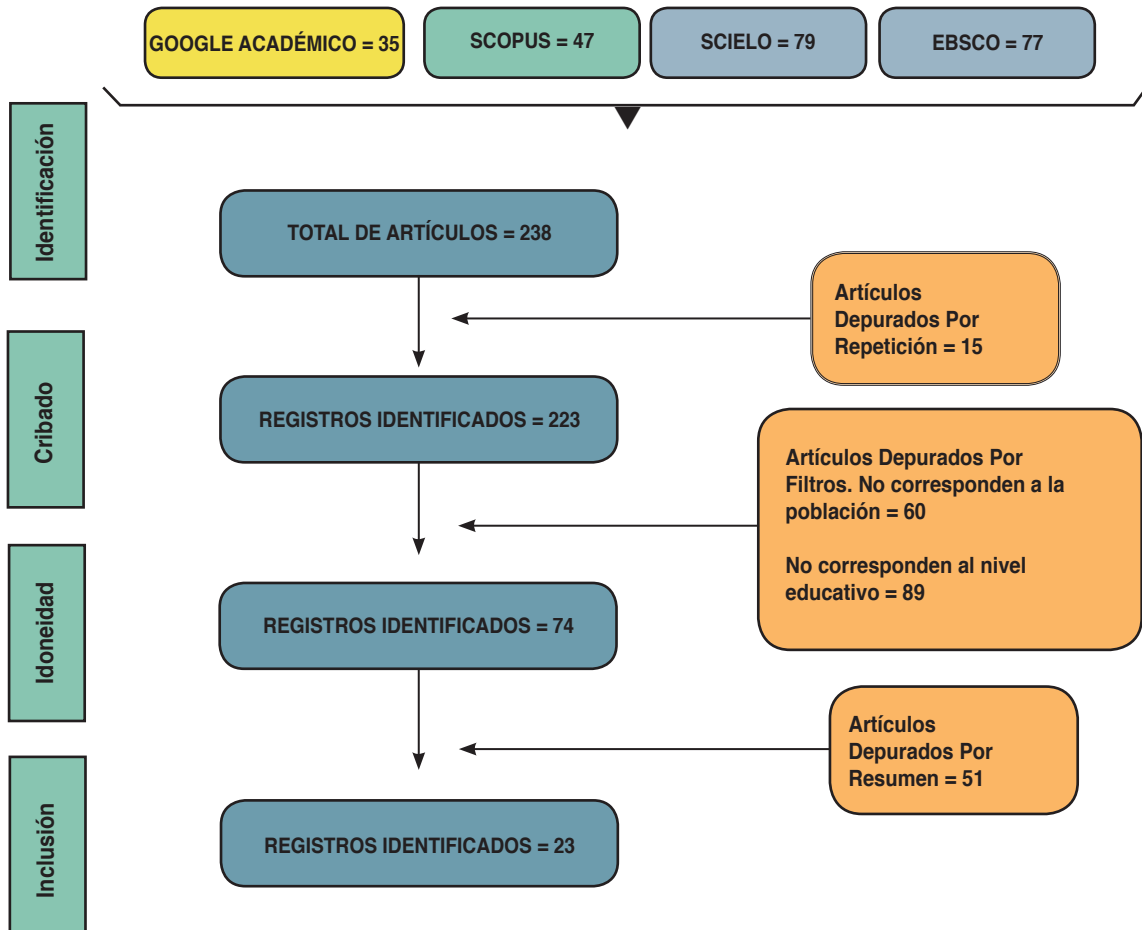 GOOGLE ACADÉMICO = 35
SCOPUS = 47
SCIELO = 79
EBSCO = 77
Identificación
TOTAL DE ARTÍCULOS = 238
Artículos
Depurados Por
Repetición = 15
Cribado
REGISTROS IDENTIFICADOS = 223
Artículos Depurados Por
Filtros. No corresponden a la
población = 60
No corresponden al nivel
educativo = 89
Idoneidad
REGISTROS IDENTIFICADOS = 74
Artículos
Depurados Por
Resumen = 51
Inclusión
REGISTROS IDENTIFICADOS = 23